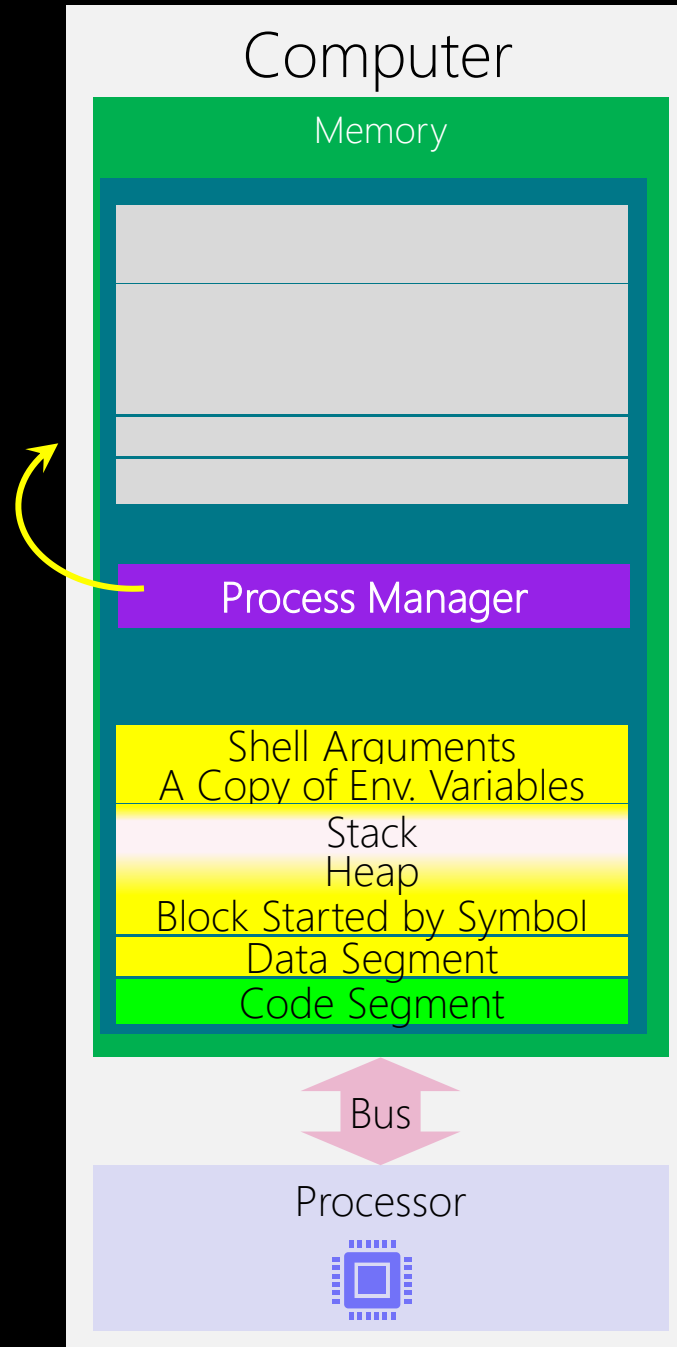 Computer
Memory
Process Manager
Shell Arguments
A Copy of Env. Variables
Stack
Heap
Block Started by Symbol
Data Segment
Code Segment
Bus
Processor